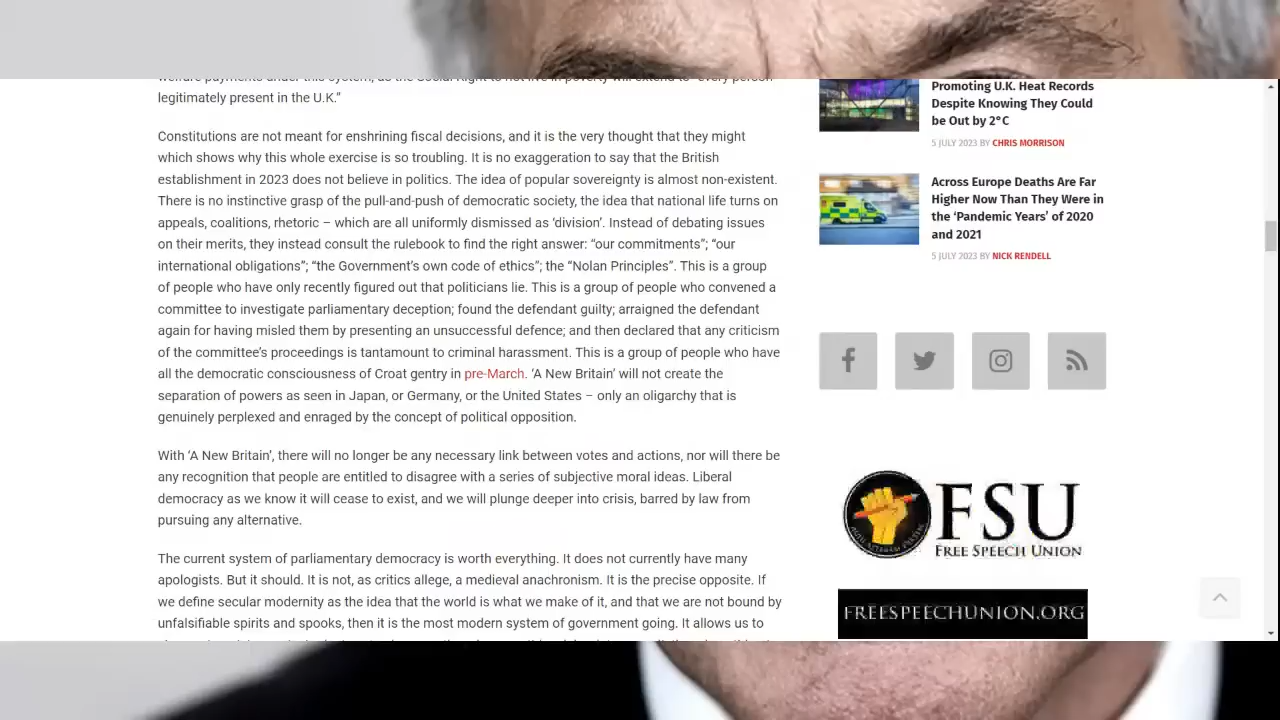 welfare payments under this system, as the Social Right to not live in poverty will extend to “every person
legitimately present in the U.K.”
Constitutions are not meant for enshrining fiscal decisions, and it is the very thought that they might
which shows why this whole exercise is so troubling. It is no exaggeration to say that the British
establishment in 2023 does not believe in politics. The idea of popular sovereignty is almost non-existent.
There is no instinctive grasp of the pull-and-push of democratic society, the idea that national life turns on
appeals, coalitions, rhetoric – which are all uniformly dismissed as ‘division’. Instead of debating issues
on their merits, they instead consult the rulebook to find the right answer: “our commitments”; “our
international obligations”; “the Government’s own code of ethics”; the “Nolan Principles”. This is a group
of people who have only recently figured out that politicians lie. This is a group of people who convened a
committee to investigate parliamentary deception; found the defendant guilty; arraigned the defendant
again for having misled them by presenting an unsuccessful defence; and then declared that any criticism
of the committee’s proceedings is tantamount to criminal harassment. This is a group of people who have
all the democratic consciousness of Croat gentry in pre-March. ‘A New Britain’ will not create the
separation of powers as seen in Japan, or Germany, or the United States – only an oligarchy that is
genuinely perplexed and enraged by the concept of political opposition.
With ‘A New Britain’, there will no longer be any necessary link between votes and actions, nor will there be
any recognition that people are entitled to disagree with a series of subjective moral ideas. Liberal
democracy as we know it will cease to exist, and we will plunge deeper into crisis, barred by law from
pursuing any alternative.
The current system of parliamentary democracy is worth everything. It does not currently have many
apologists. But it should. It is not, as critics allege, a medieval anachronism. It is the precise opposite. If
we define secular modernity as the idea that the world is what we make of it, and that we are not bound by
unfalsifiable spirits and spooks, then it is the most modern system of government going. It allows us to
Promoting U.K. Heat Records
Despite Knowing They Could
be Out by 2°C
5 JULY 2023 BY CHRIS MORRISON
Across Europe Deaths Are Far
Higher Now Than They Were in
the ‘Pandemic Years’ of 2020
and 2021
5 JULY 2023 BY NICK RENDELL
FSU
FREE SPEECH UNION
FREESPEECHUNION.ORG